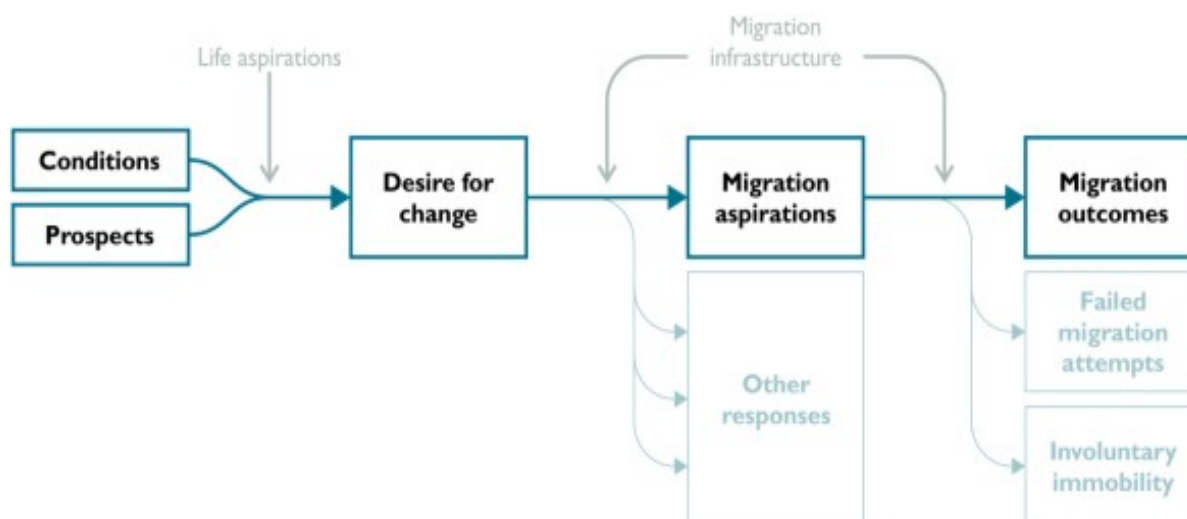 Life aspirations
Migration
infrastructure
Conditions
Prospects
Desire for
change
Migration
aspirations
Migration
outcomes
Other
responses
Failed
migration
attempts
Involuntary
immobility